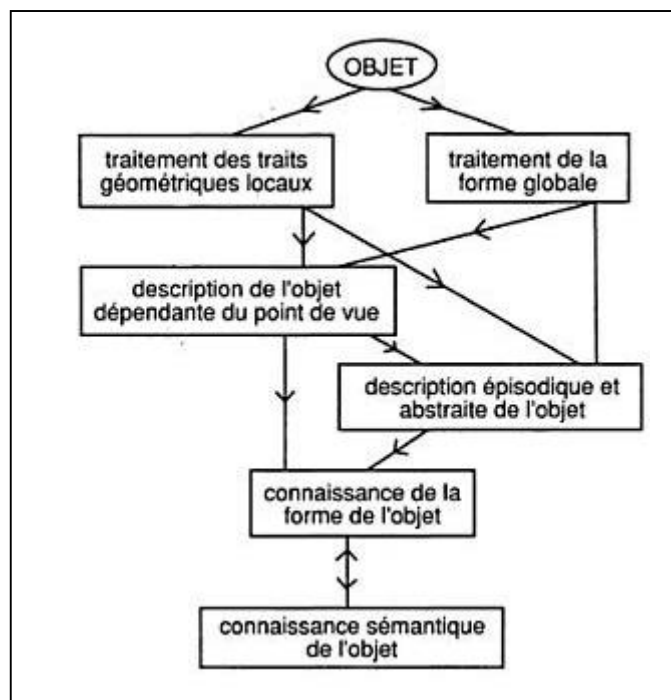 OBJET
traitement des traits
géométriques locaux
traitement de la
forme globale
description de l'objet
dépendante du point de vue
description épisodique et
abstraite de l'objet
connaissance de la
forme de l'objet
connaissance sémantique
de l'objet